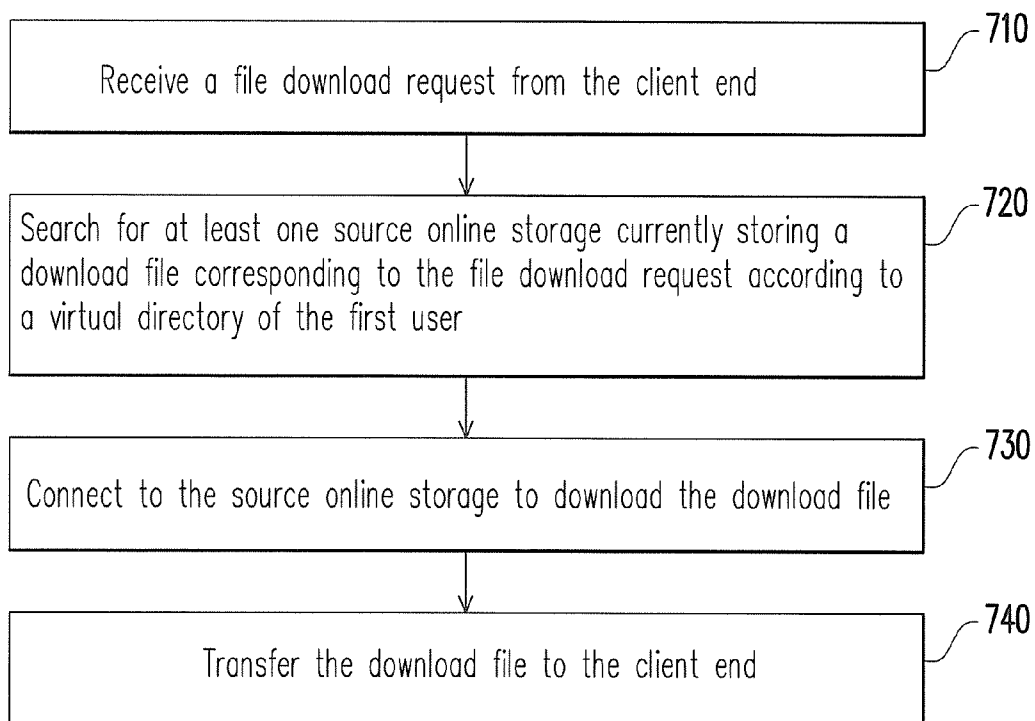 710
Receive a file download request from the client end
720
Search for at least one source online storage currently storing a
download file corresponding to the file download request according to
a virtual directory of the first user
730
Connect to the source online storage to download the download file
740
Transfer the download file to the client end